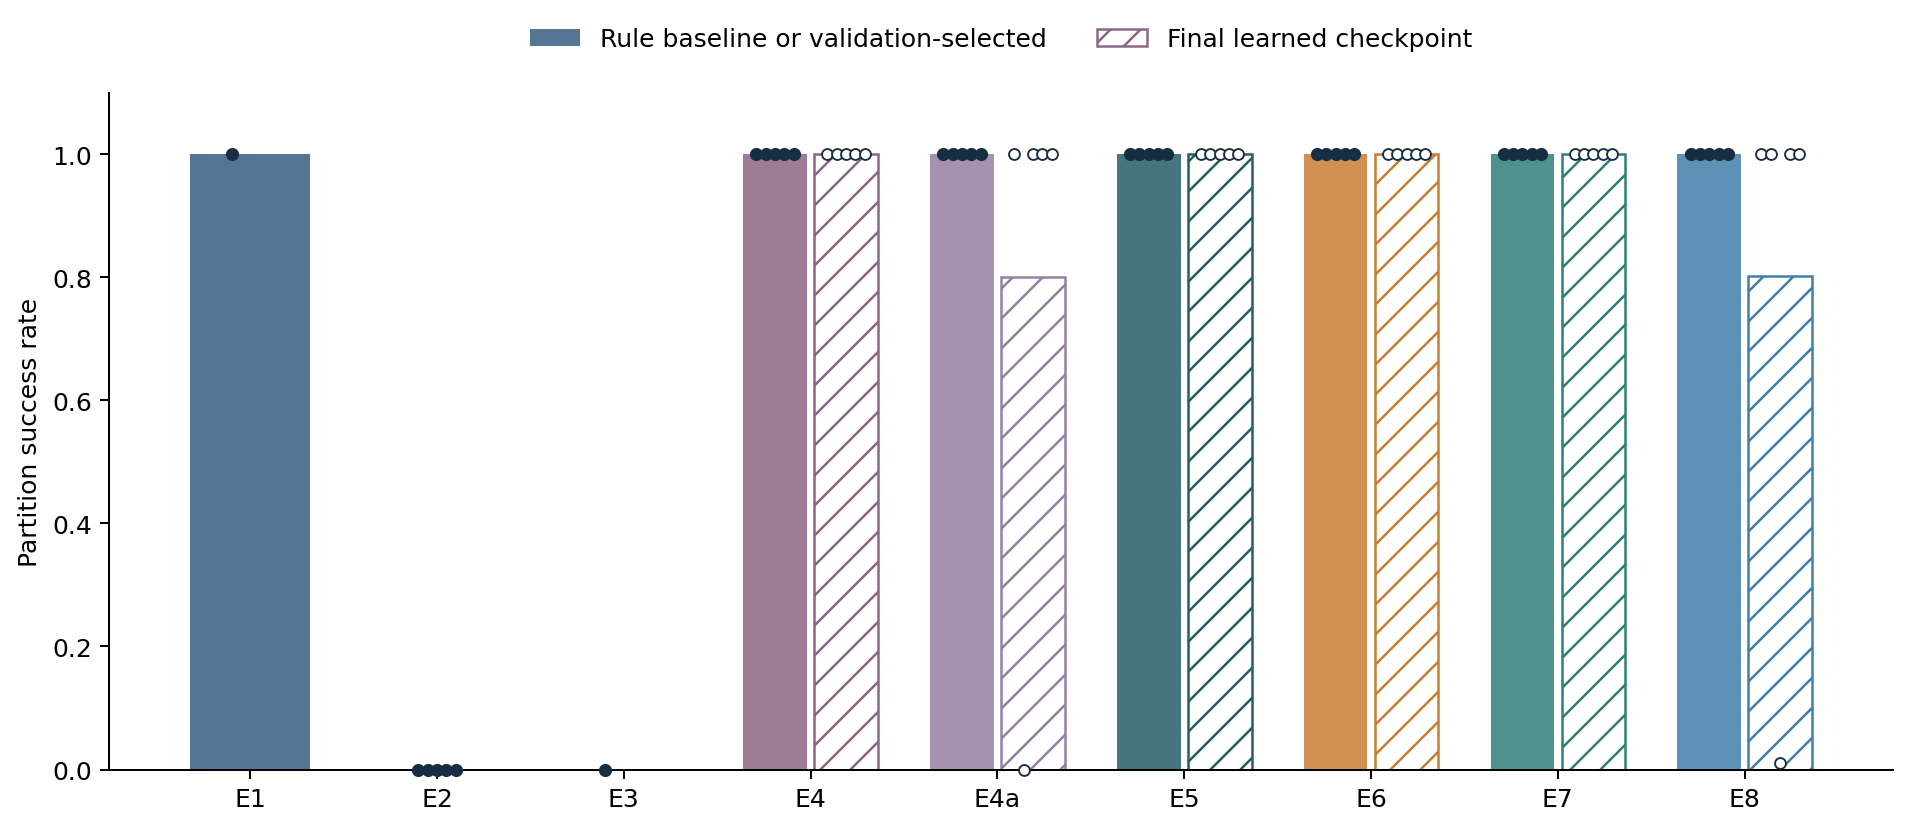 Rule baseline or validation-selected
Final learned checkpoint
Partition success rate
1.0
0.8
0.6
0.4
0.2
0.0
E1 E2 E3 E4 E4a E5 E6 E7 E8